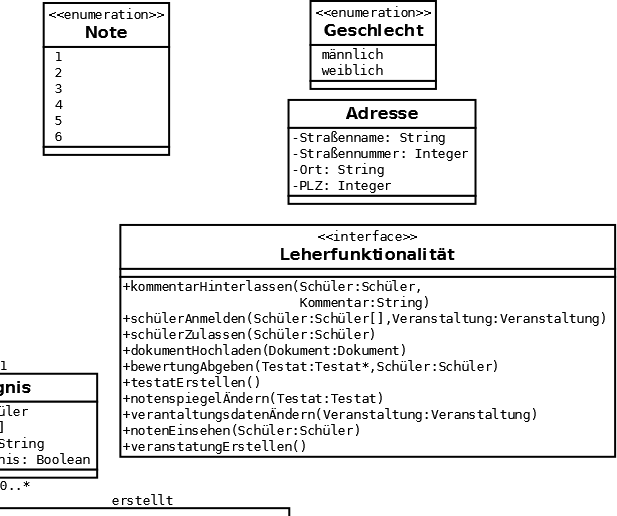 <<enumeration>>
Note
1
2
3
4
5
6
<<enumeration>>
Geschlecht
männlich
weiblich
Adresse
-Straßenname: String
-Straßennummer: Integer
-Ort: String
-PLZ: Integer
<<interface>>
Leherfunktionalität
+kommentarHinterlassen(Schüler:Schüler,
Kommentar:String)
+schülerAnmelden(Schüler:Schüler[],Veranstaltung:Veranstaltung)
+schülerZulassen(Schüler:Schüler)
+dokumentHochladen(Dokument:Dokument)
+bewertungAbgeben(Testat:Testat*,Schüler:Schüler)
+testatErstellen()
+notenspiegelÄndern(Testat:Testat)
+verantaltungsdatenÄndern(Veranstaltung:Veranstaltung)
+notenEinsehen(Schüler:Schüler)
+veranstatungErstellen()
1
gnis
üler
]
String
nis: Boolean
0..*
erstellt